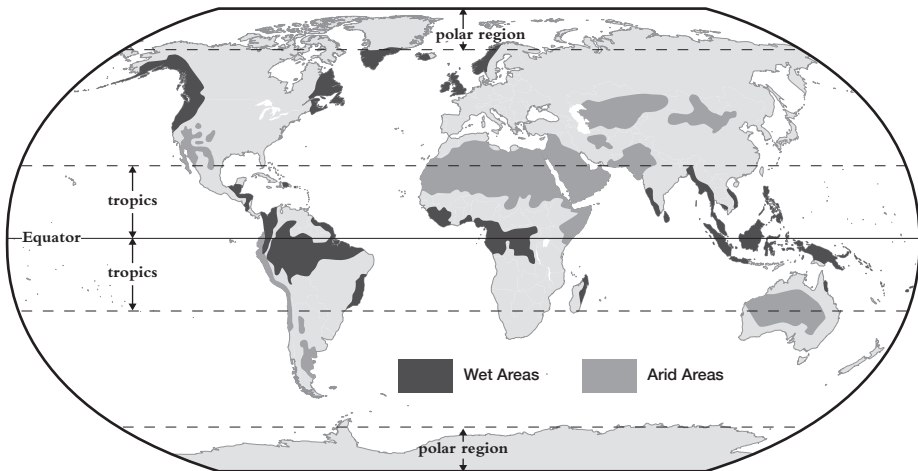 polar region
tropics
Equator
tropics
Wet Areas
Arid Areas
polar region